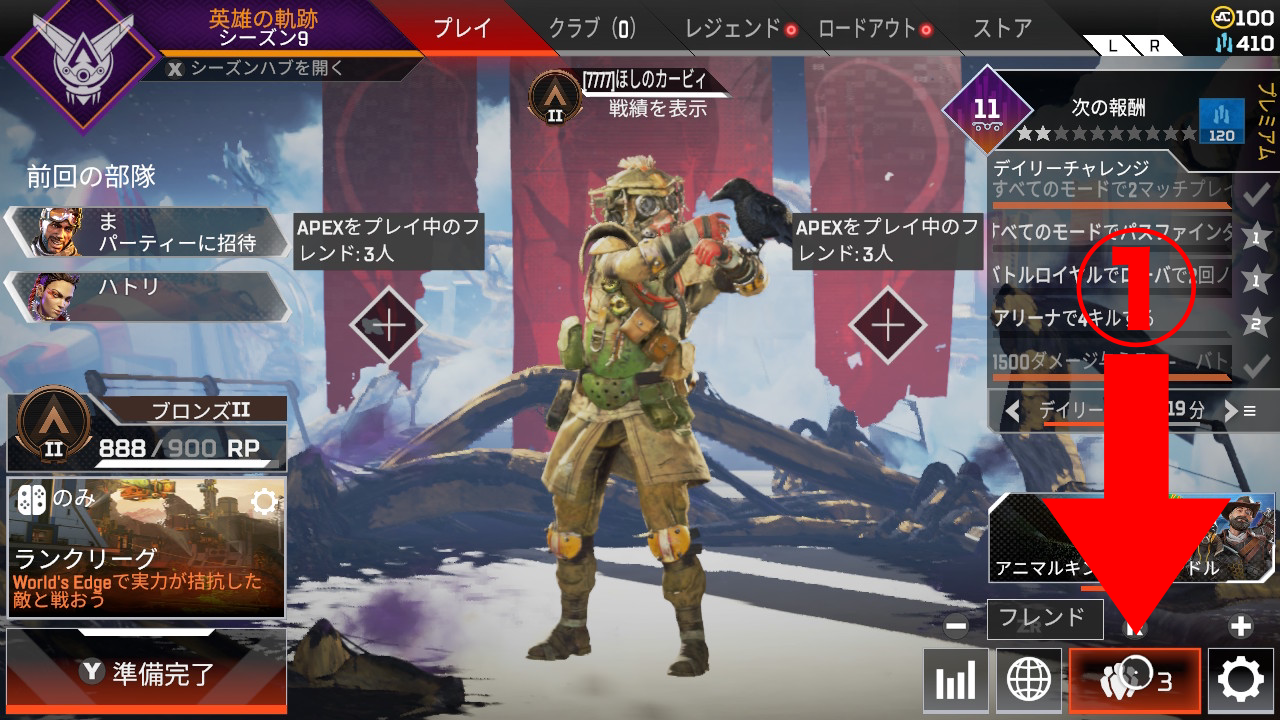 英雄の軌跡
シーズン9
X シーズンハブを開く
プレイ
クラブ (0)
レジェンド
ロードアウト
ストア
L R
100
410
[7777]ほしのカービィ
戦績を表示
II
11
次の報酬
120
プレミアム
デイリーチャレンジ
すべてのモードで2マッチプレイ
べてのモードでパスファインダ
1
トルロイヤルで
バで
回ノ
1
アリーナで4キル
2
1500ダメージ
バト
デイリー
19分
①
前回の部隊
ま
パーティーに招待
ハトリ
APEXをプレイ中のフ
レンド: 3人
APEXをプレイ中のフ
レンド: 3人
ブロンズII
II
888/900 RP
のみ
ランクリーグ
World's Edgeで実力が拮抗した
敵と戦おう
Y 準備完了
アニマルキン
ドル
フレンド
3